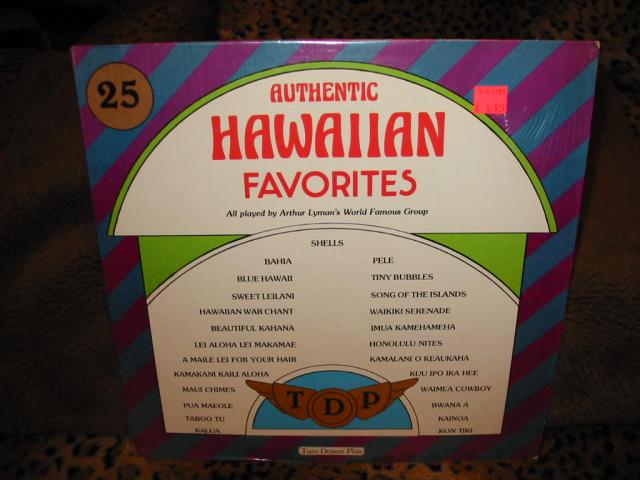 25
AUTHENTIC
HAWAIIAN
FAVORITES
All played by Arthur Lyman's World Famous Group
SHELLS
BAHIA
BLUE HAWAII
SWEET LEILANI
HAWAIIAN WAR CHANT
BEAUTIFUL KAHANA
LEI ALOHA LEI MAKAMAE
A MAILE LEI FOR YOUR HAIR
KAMAKANI KAILI ALOHA
MAUI CHIMES
PUA MAEOLE
TABOO TU
KALUA
PELE
TINY BUBBLES
SONG OF THE ISLANDS
WAIKIKI SERENADE
IMUA KAMEHAMEHA
HONOLULU NITES
KAMALANI O KEAUKAHA
KUU IPO IKA HEE
WAIMEA COWBOY
BWANA A
KAINOA
KON TIKI
TDP
Two Dozen Plus